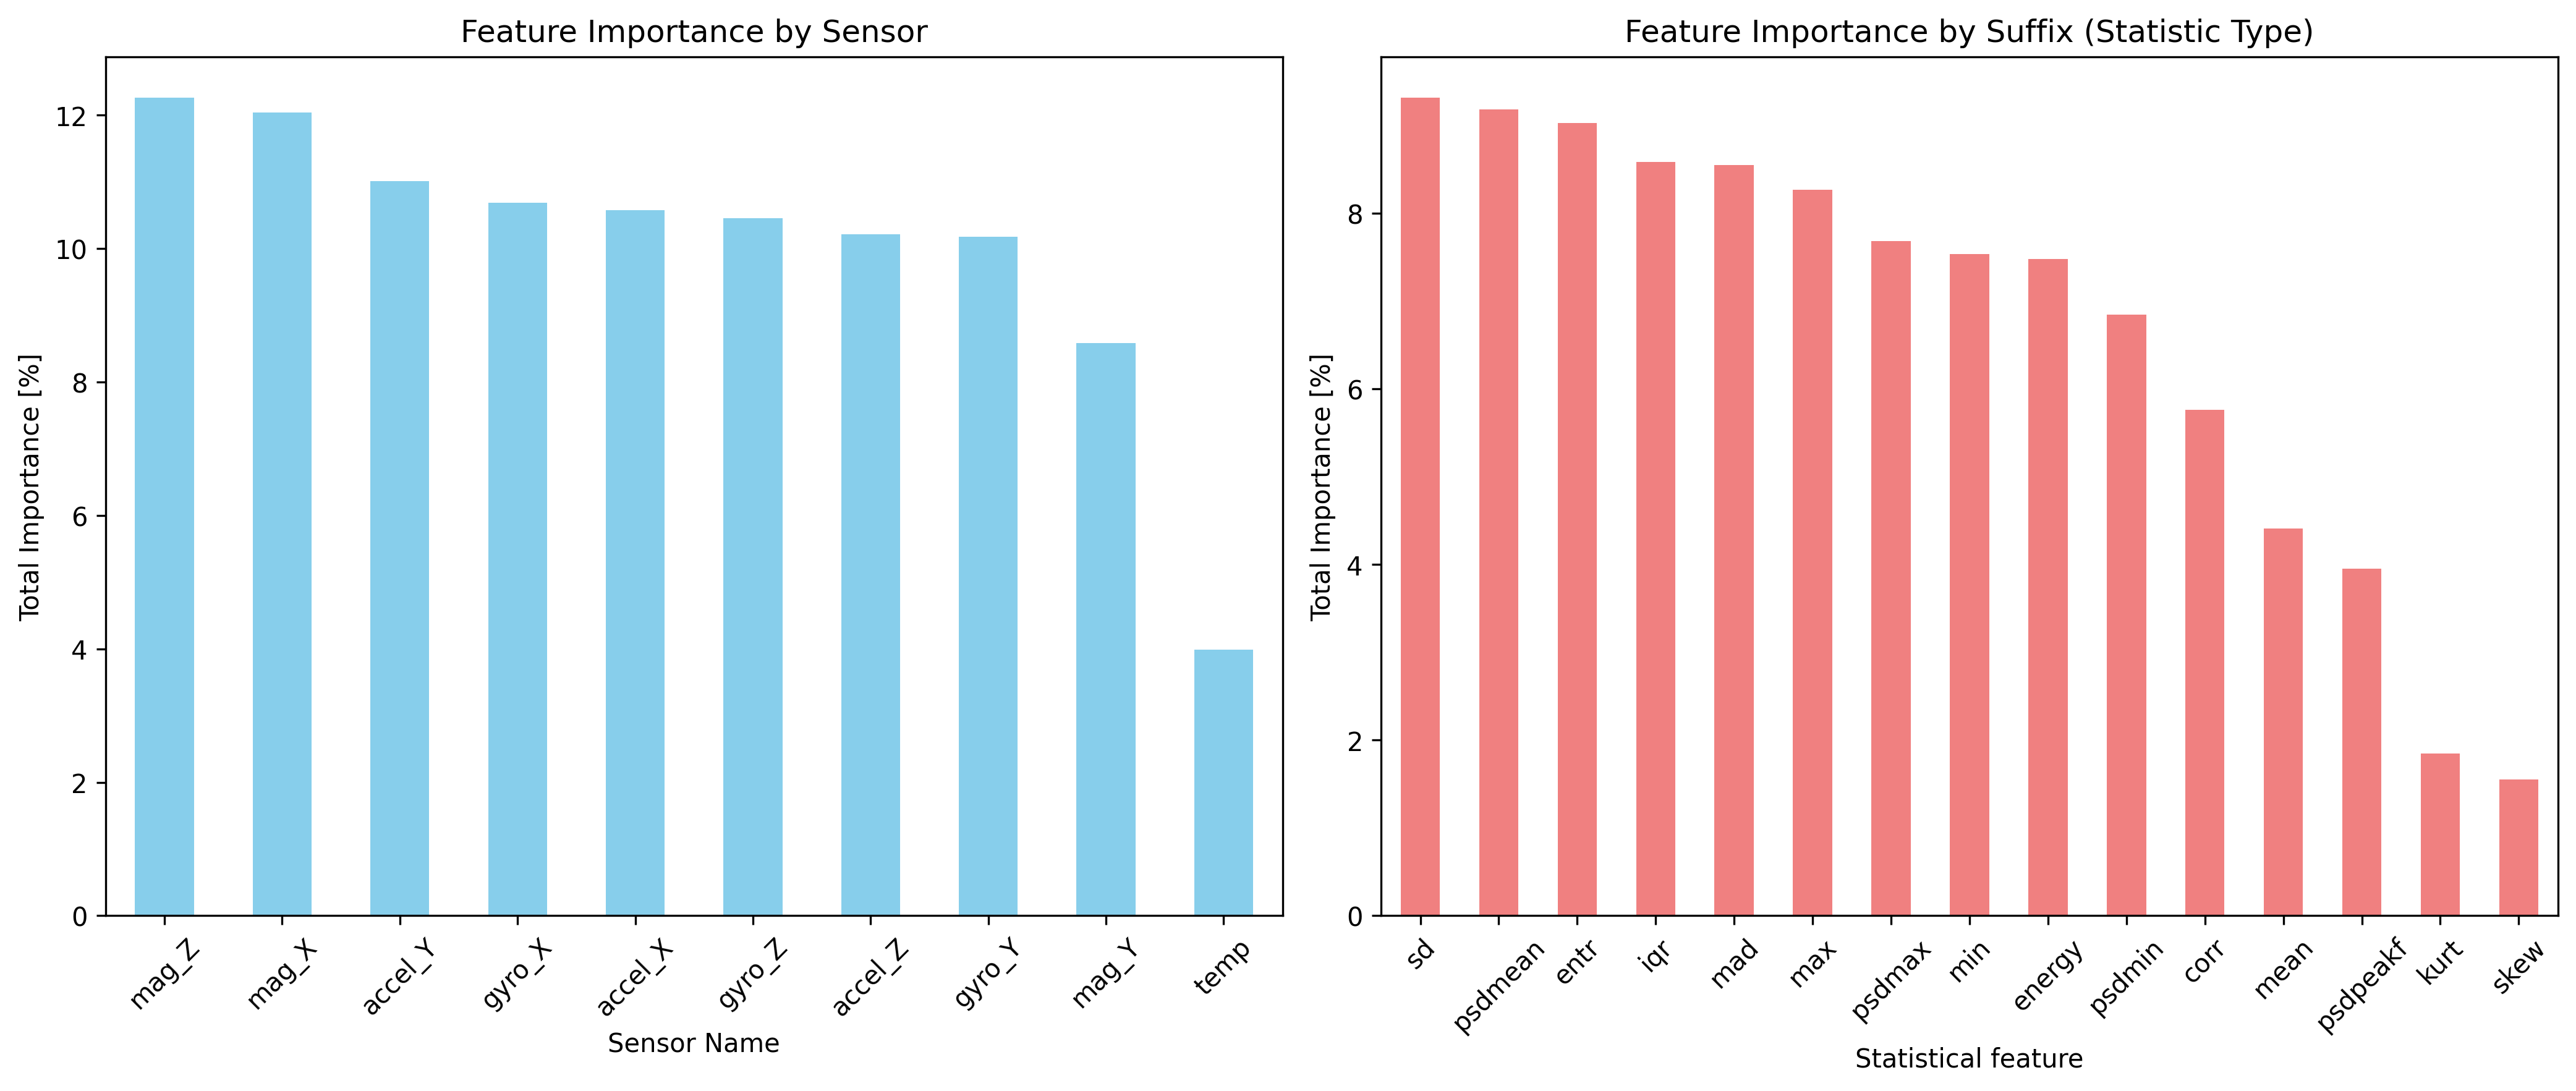 Feature Importance by Sensor
Total Importance [%]
12
10
8
6
4
2
0
mag_Z
mag_X
accel_Y
gyro_X
accel_X
gyro_Z
accel_Z
gyro_Y
mag_Y
temp
Sensor Name
Feature Importance by Suffix (Statistic Type)
Total Importance [%]
8
6
4
2
0
sd
psdmean
entr
iqr
mad
max
psdmax
min
energy
psdmin
corr
mean
psdpeakf
kurt
skew
Statistical feature